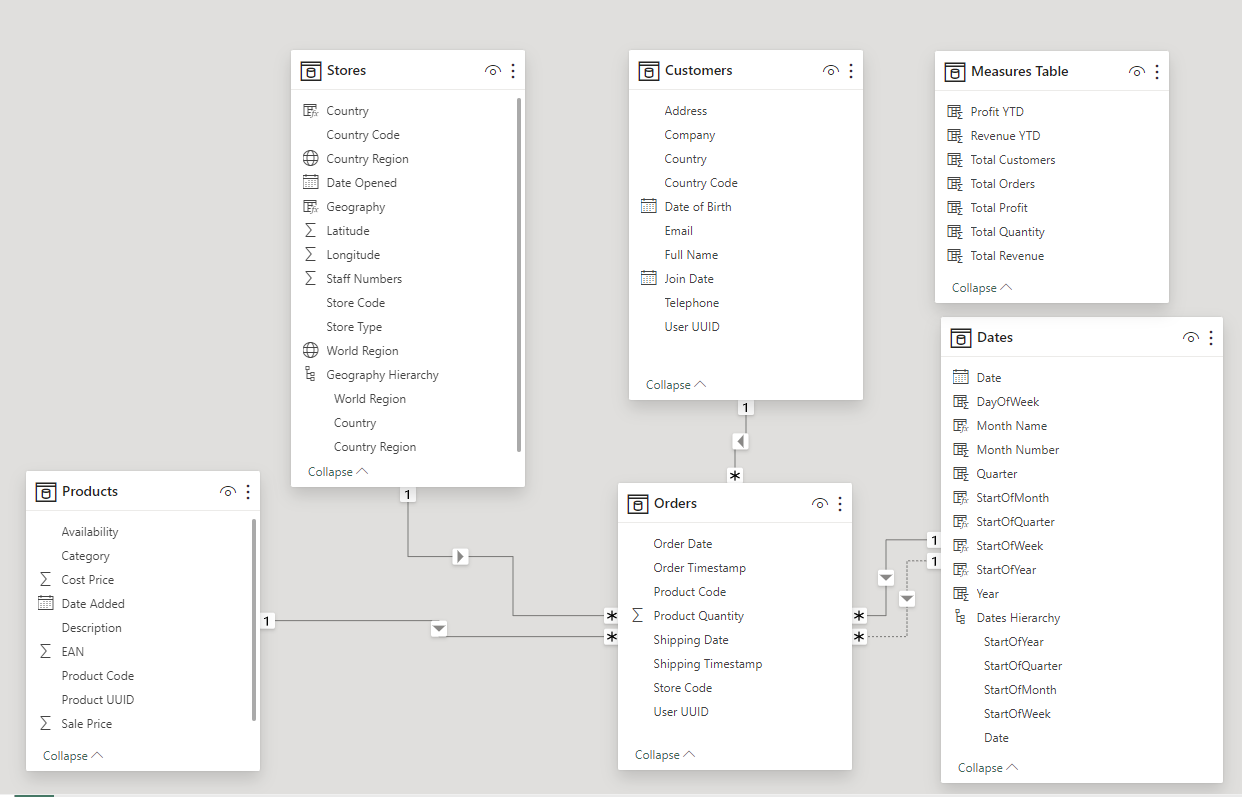 Stores
Country
Country Code
Country Region
Date Opened
Geography
Latitude
Longitude
Staff Numbers
Store Code
Store Type
World Region
Geography Hierarchy
World Region
Country
Country Region
Collapse
1
Customers
Address
Company
Country
Country Code
Date of Birth
Email
Full Name
Join Date
Telephone
User UUID
Collapse
1
*
Measures Table
Profit YTD
Revenue YTD
Total Customers
Total Orders
Total Profit
Total Quantity
Total Revenue
Collapse
Products
Availability
Category
Cost Price
Date Added
Description
EAN
Product Code
Product UUID
Sale Price
Collapse
1
*
*
Orders
Order Date
Order Timestamp
Product Code
Product Quantity
Shipping Date
Shipping Timestamp
Store Code
User UUID
Collapse
*
*
1
1
Dates
Date
DayOfWeek
Month Name
Month Number
Quarter
StartOfMonth
StartOfQuarter
StartOfWeek
StartOfYear
Year
Dates Hierarchy
StartOfYear
StartOfQuarter
StartOfMonth
StartOfWeek
Date
Collapse